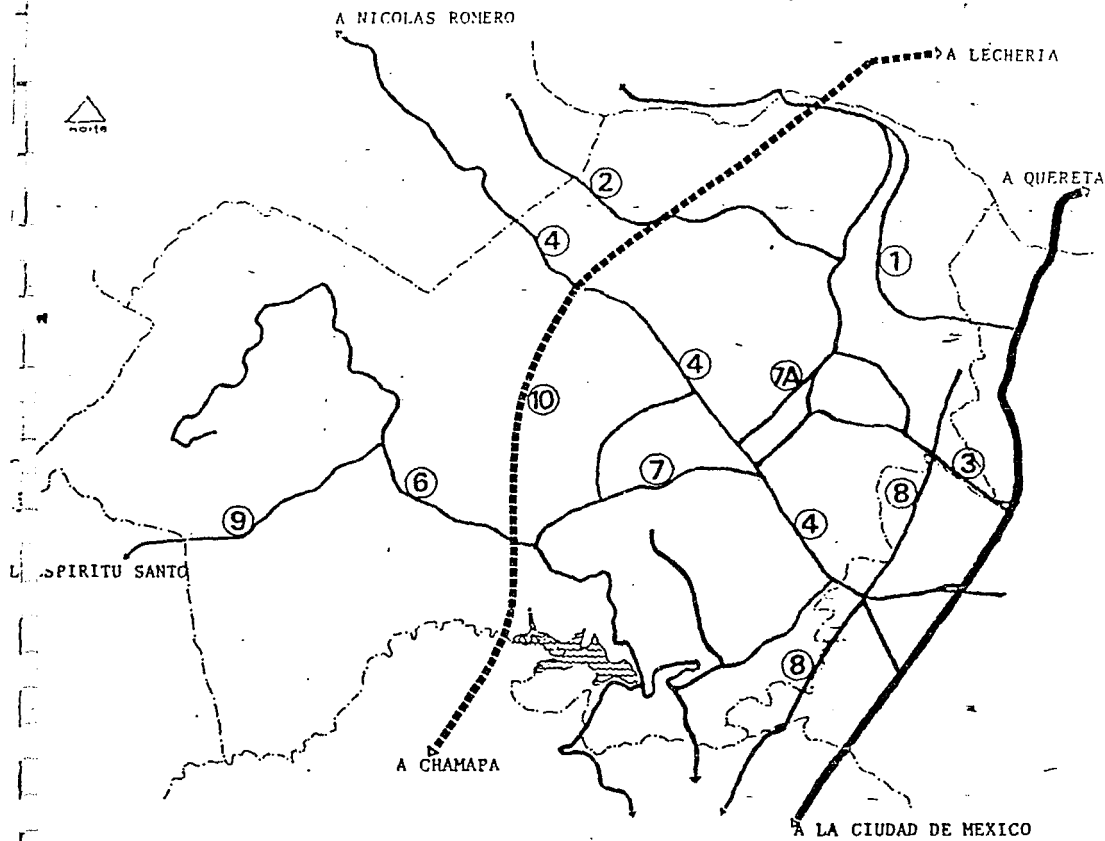 A NICOLAS ROMERO
A LECHERIA
norte
A QUERETA
2
4
1
4
7A
10
3
7
6
8
9
4
SPIRITU SANTO
8
A CHAMAPA
A LA CIUDAD DE MEXICO